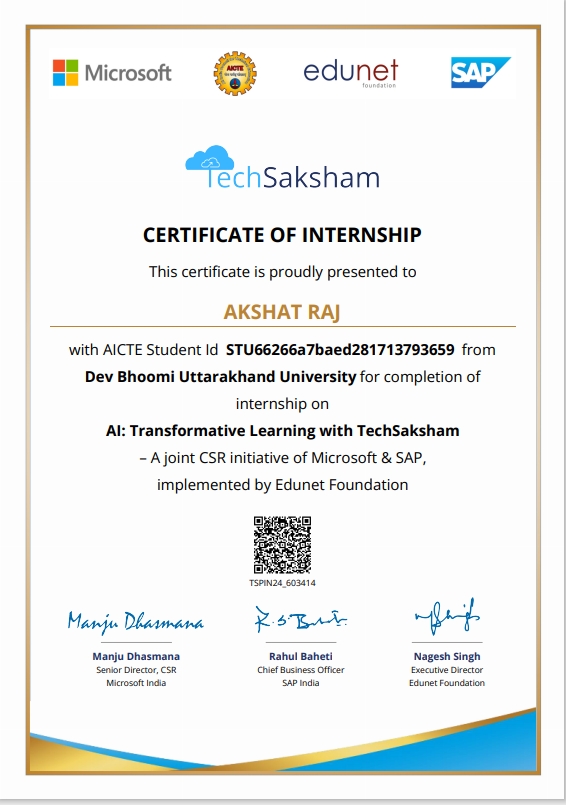 Microsoft
AICTE
edunet
foundation
SAP
TechSaksham
CERTIFICATE OF INTERNSHIP
This certificate is proudly presented to
AKSHAT RAJ
with AICTE Student Id STU66266a7baed281713793659 from
Dev Bhoomi Uttarakhand University for completion of
internship on
AI: Transformative Learning with TechSaksham
– A joint CSR initiative of Microsoft & SAP,
implemented by Edunet Foundation
TSPIN24_603414
Manju Dhasmana
Manju Dhasmana
Senior Director, CSR
Microsoft India
Rahul Baheti
Chief Business Officer
SAP India
Nagesh Singh
Executive Director
Edunet Foundation